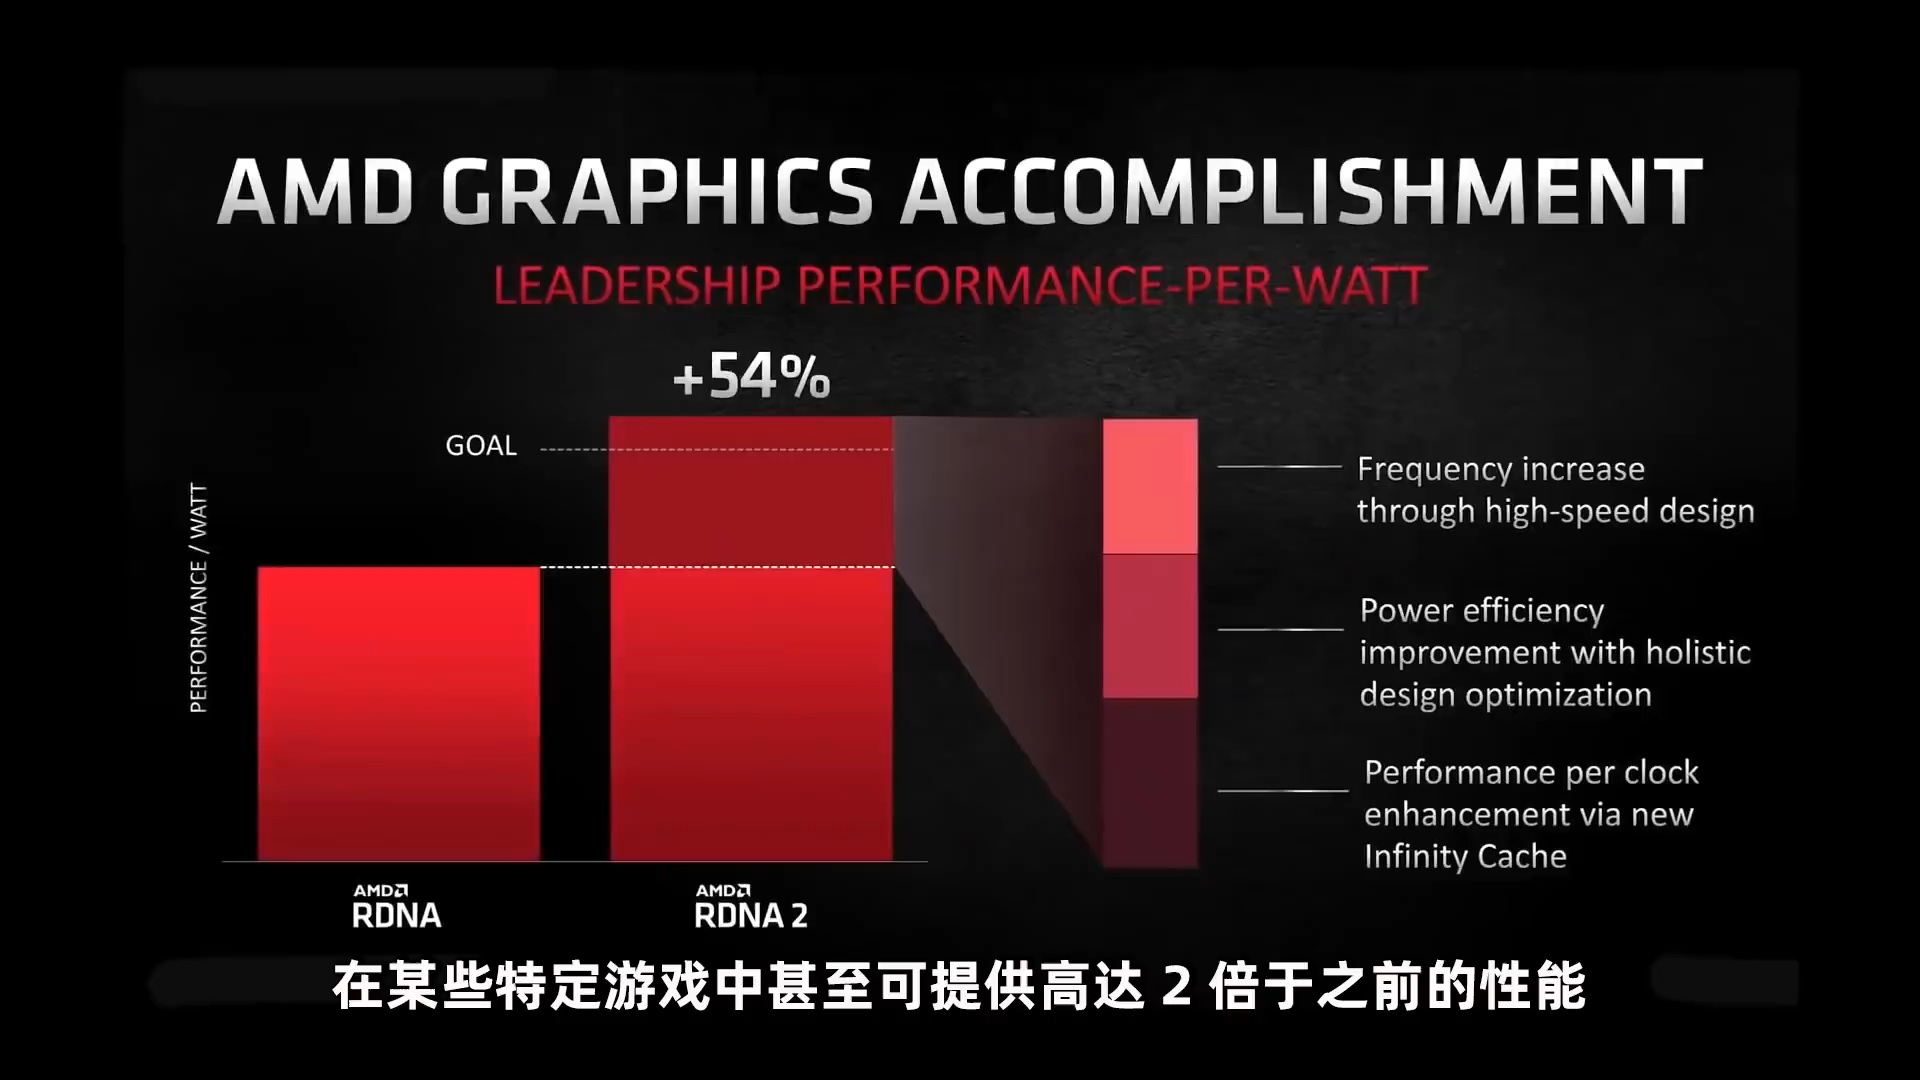 AMD GRAPHICS ACCOMPLISHMENT
LEADERSHIP PERFORMANCE-PER-WATT
+54%
GOAL
PERFORMANCE / WATT
Frequency increase
through high-speed design
Power efficiency
improvement with holistic
design optimization
Performance per clock
enhancement via new
Infinity Cache
AMD
RDNA
AMD
RDNA 2
在某些特定游戏中甚至可提供高达 2 倍于之前的性能